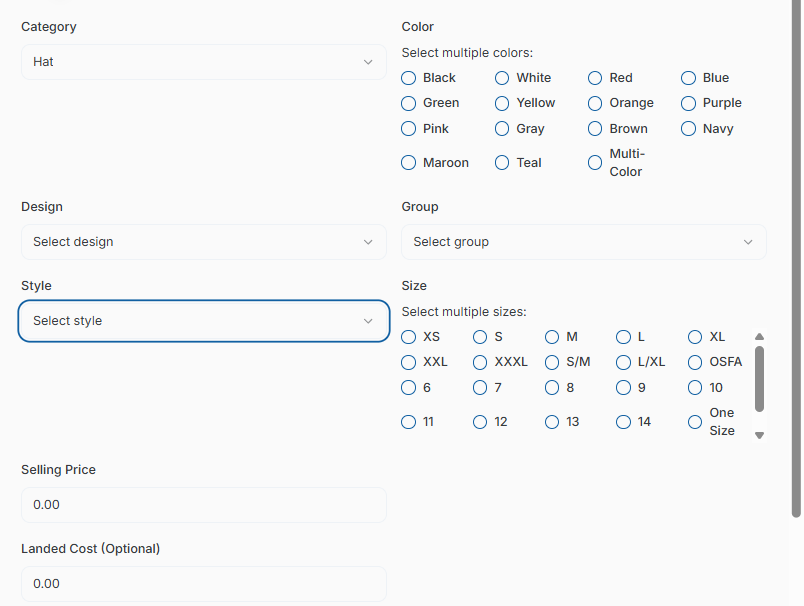 Category
Color
Hat
Select multiple colors:
Black White Red Blue
Green Yellow Orange Purple
Pink Gray Brown Navy
Maroon Teal Multi-
Color
Design
Group
Select design
Select group
Style
Size
Select style
Select multiple sizes:
XS S M L XL
XXL XXXL S/M L/XL OSFA
6 7 8 9 10
11 12 13 14 One
Size
Selling Price
0.00
Landed Cost (Optional)
0.00